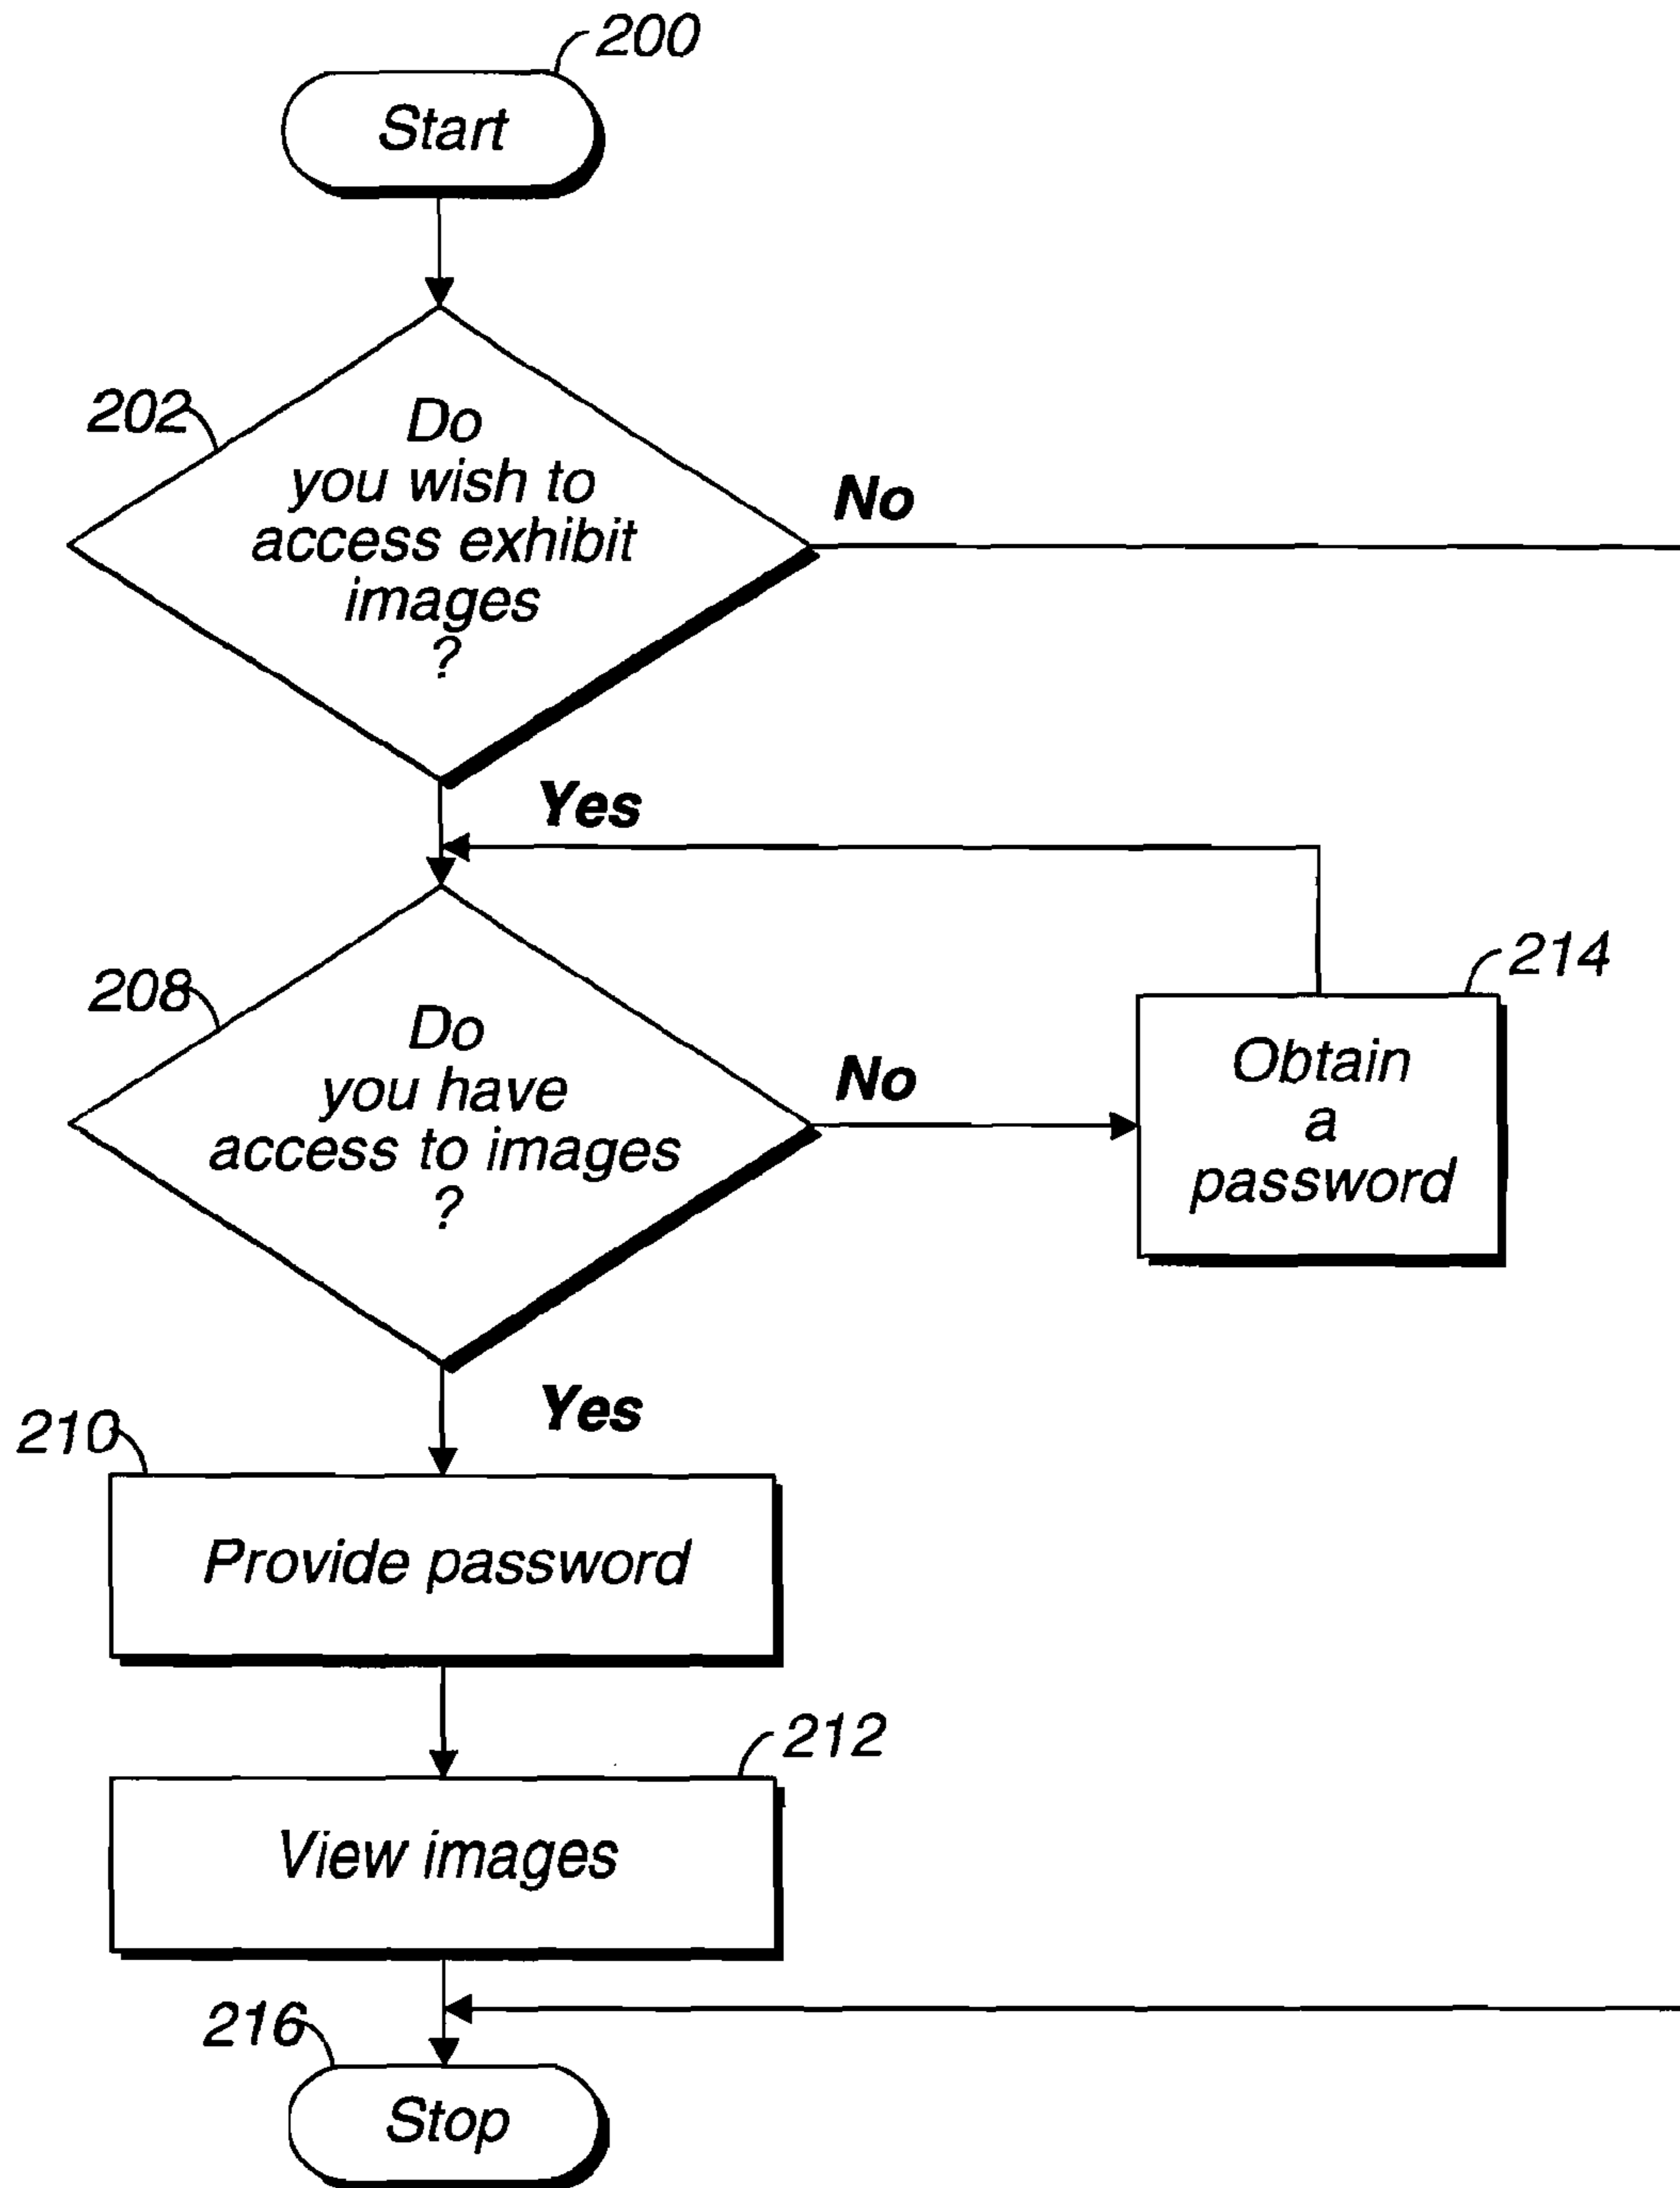 200
Start
202
Do
you wish to
access exhibit
images
?
No
Yes
208
Do
you have
access to images
?
No
214
Obtain
a
password
Yes
210
Provide password
212
View images
216
Stop